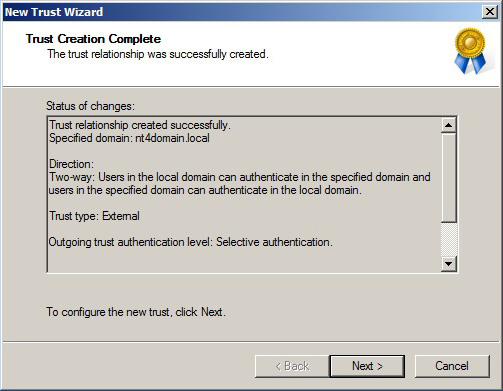 New Trust Wizard
Trust Creation Complete
The trust relationship was successfully created.
Status of changes:
Trust relationship created successfully.
Specified domain: nt4domain.local
Direction:
Two-way: Users in the local domain can authenticate in the specified domain and
users in the specified domain can authenticate in the local domain.
Trust type: External
Outgoing trust authentication level: Selective authentication.
To configure the new trust, click Next.
< Back
Next >
Cancel